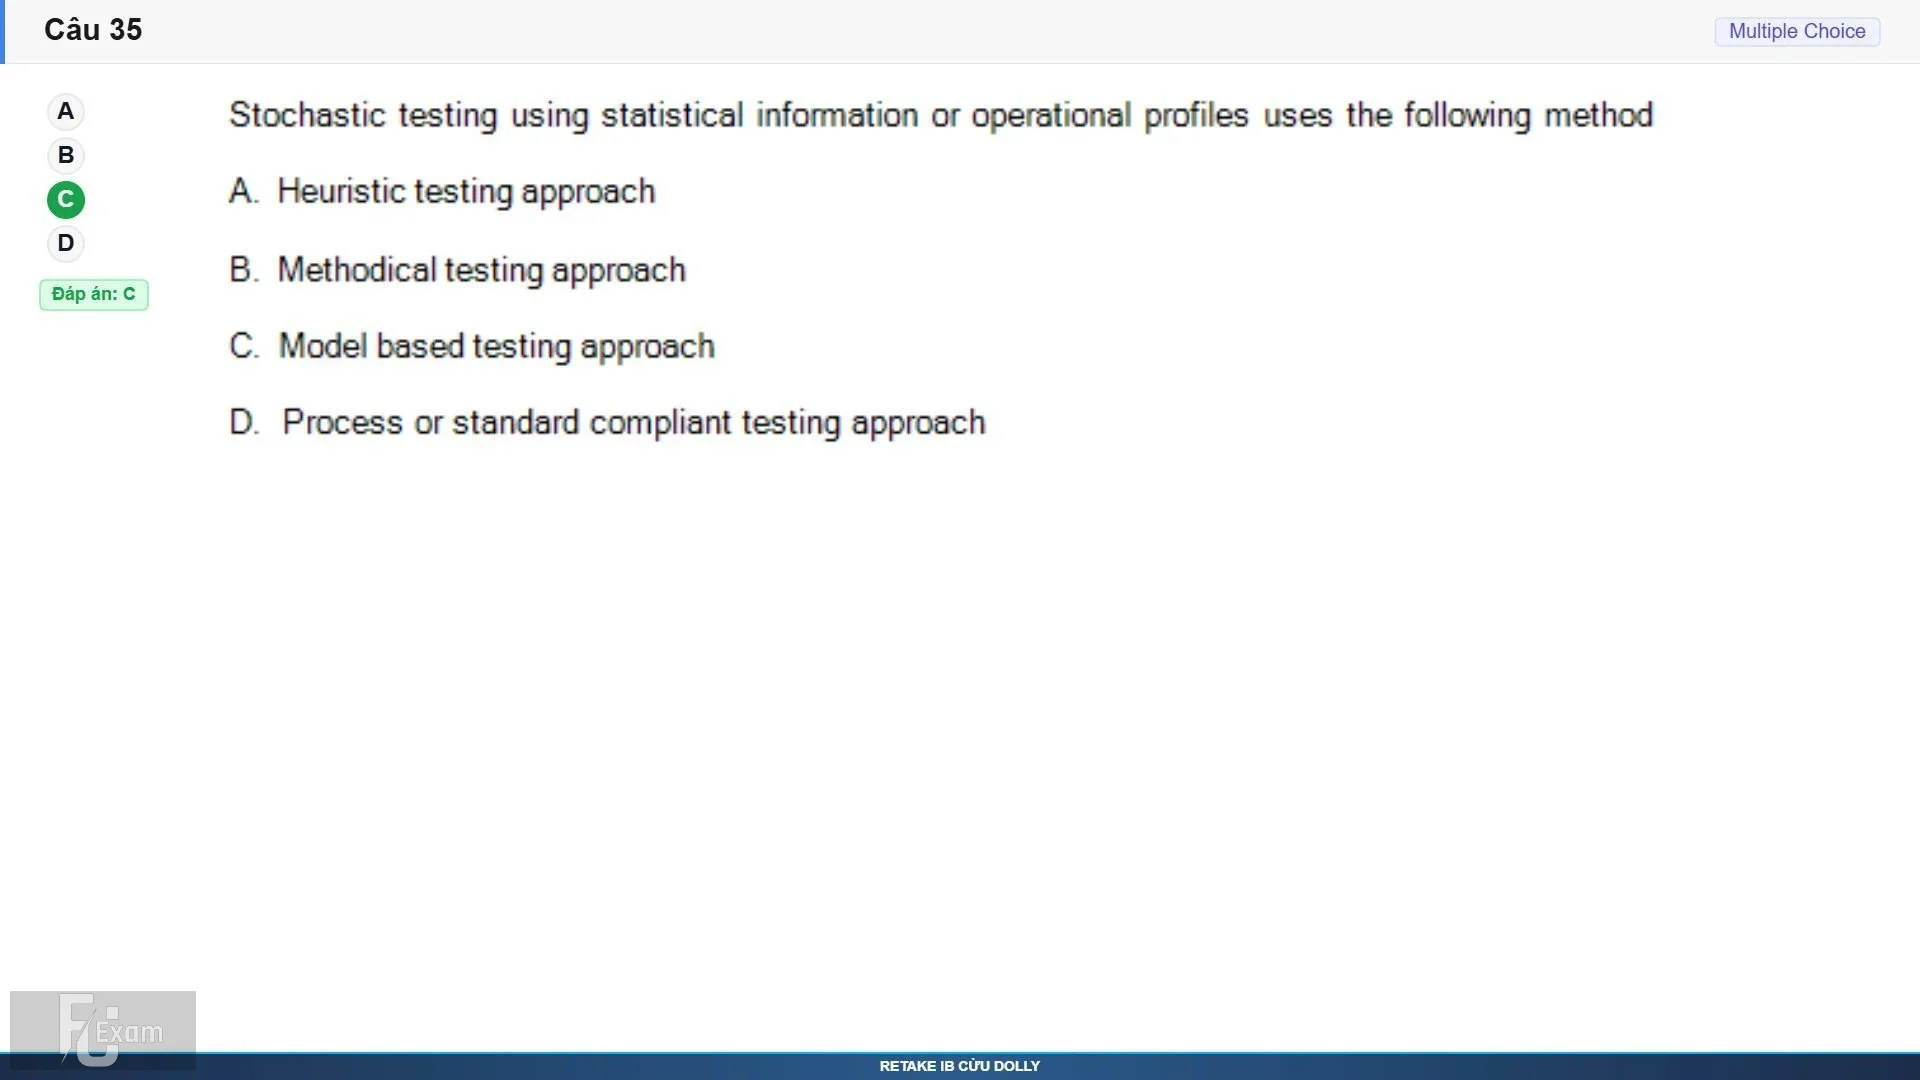 Câu 35
Multiple Choice
A
B
C
D
Đáp án: C
Stochastic testing using statistical information or operational profiles uses the following method
A. Heuristic testing approach
B. Methodical testing approach
C. Model based testing approach
D. Process or standard compliant testing approach
FU Exam
RETAKE IB CỪU DOLLY